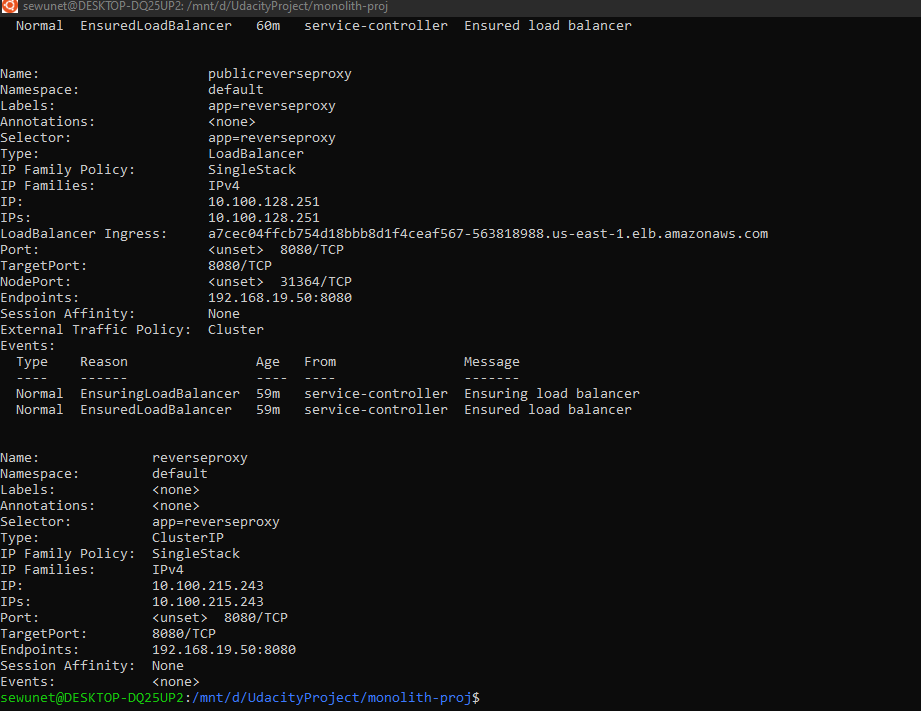 sewunet@DESKTOP-DQ25UP2: /mnt/d/UdacityProject/monolith-proj
Normal EnsuredLoadBalancer 60m service-controller Ensured load balancer
Name: publicreverseproxy
Namespace: default
Labels: app=reverseproxy
Annotations: <none>
Selector: app=reverseproxy
Type: LoadBalancer
IP Family Policy: SingleStack
IP Families: IPv4
IP: 10.100.128.251
IPs: 10.100.128.251
LoadBalancer Ingress: a7cec04ffcb754d18bbb8d1f4ceaf567-563818988.us-east-1.elb.amazonaws.com
Port: <unset> 8080/TCP
TargetPort: 8080/TCP
NodePort: <unset> 31364/TCP
Endpoints: 192.168.19.50:8080
Session Affinity: None
External Traffic Policy: Cluster
Events:
Type Reason Age From Message
---- ------ ---- ---- -------
Normal EnsuringLoadBalancer 59m service-controller Ensuring load balancer
Normal EnsuredLoadBalancer 59m service-controller Ensured load balancer
Name: reverseproxy
Namespace: default
Labels: <none>
Annotations: <none>
Selector: app=reverseproxy
Type: ClusterIP
IP Family Policy: SingleStack
IP Families: IPv4
IP: 10.100.215.243
IPs: 10.100.215.243
Port: <unset> 8080/TCP
TargetPort: 8080/TCP
Endpoints: 192.168.19.50:8080
Session Affinity: None
Events: <none>
sewunet@DESKTOP-DQ25UP2:/mnt/d/UdacityProject/monolith-proj$